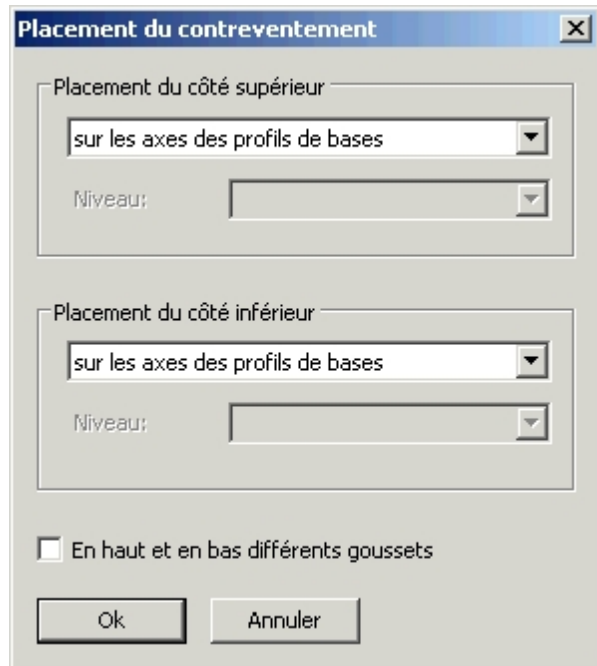 Placement du contreventement
Placement du côté supérieur
sur les axes des profils de bases
Niveau:
Placement du côté inférieur
sur les axes des profils de bases
Niveau:
En haut et en bas différents goussets
Ok
Annuler